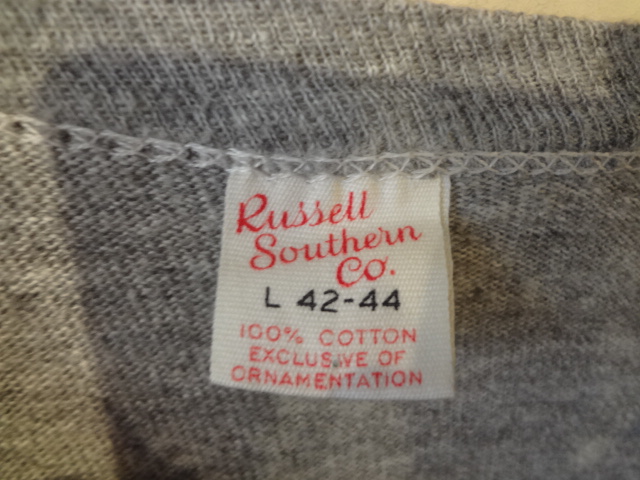 Russell
Southern
Co.
L 42-44
100% COTTON
EXCLUSIVE OF
ORNAMENTATION